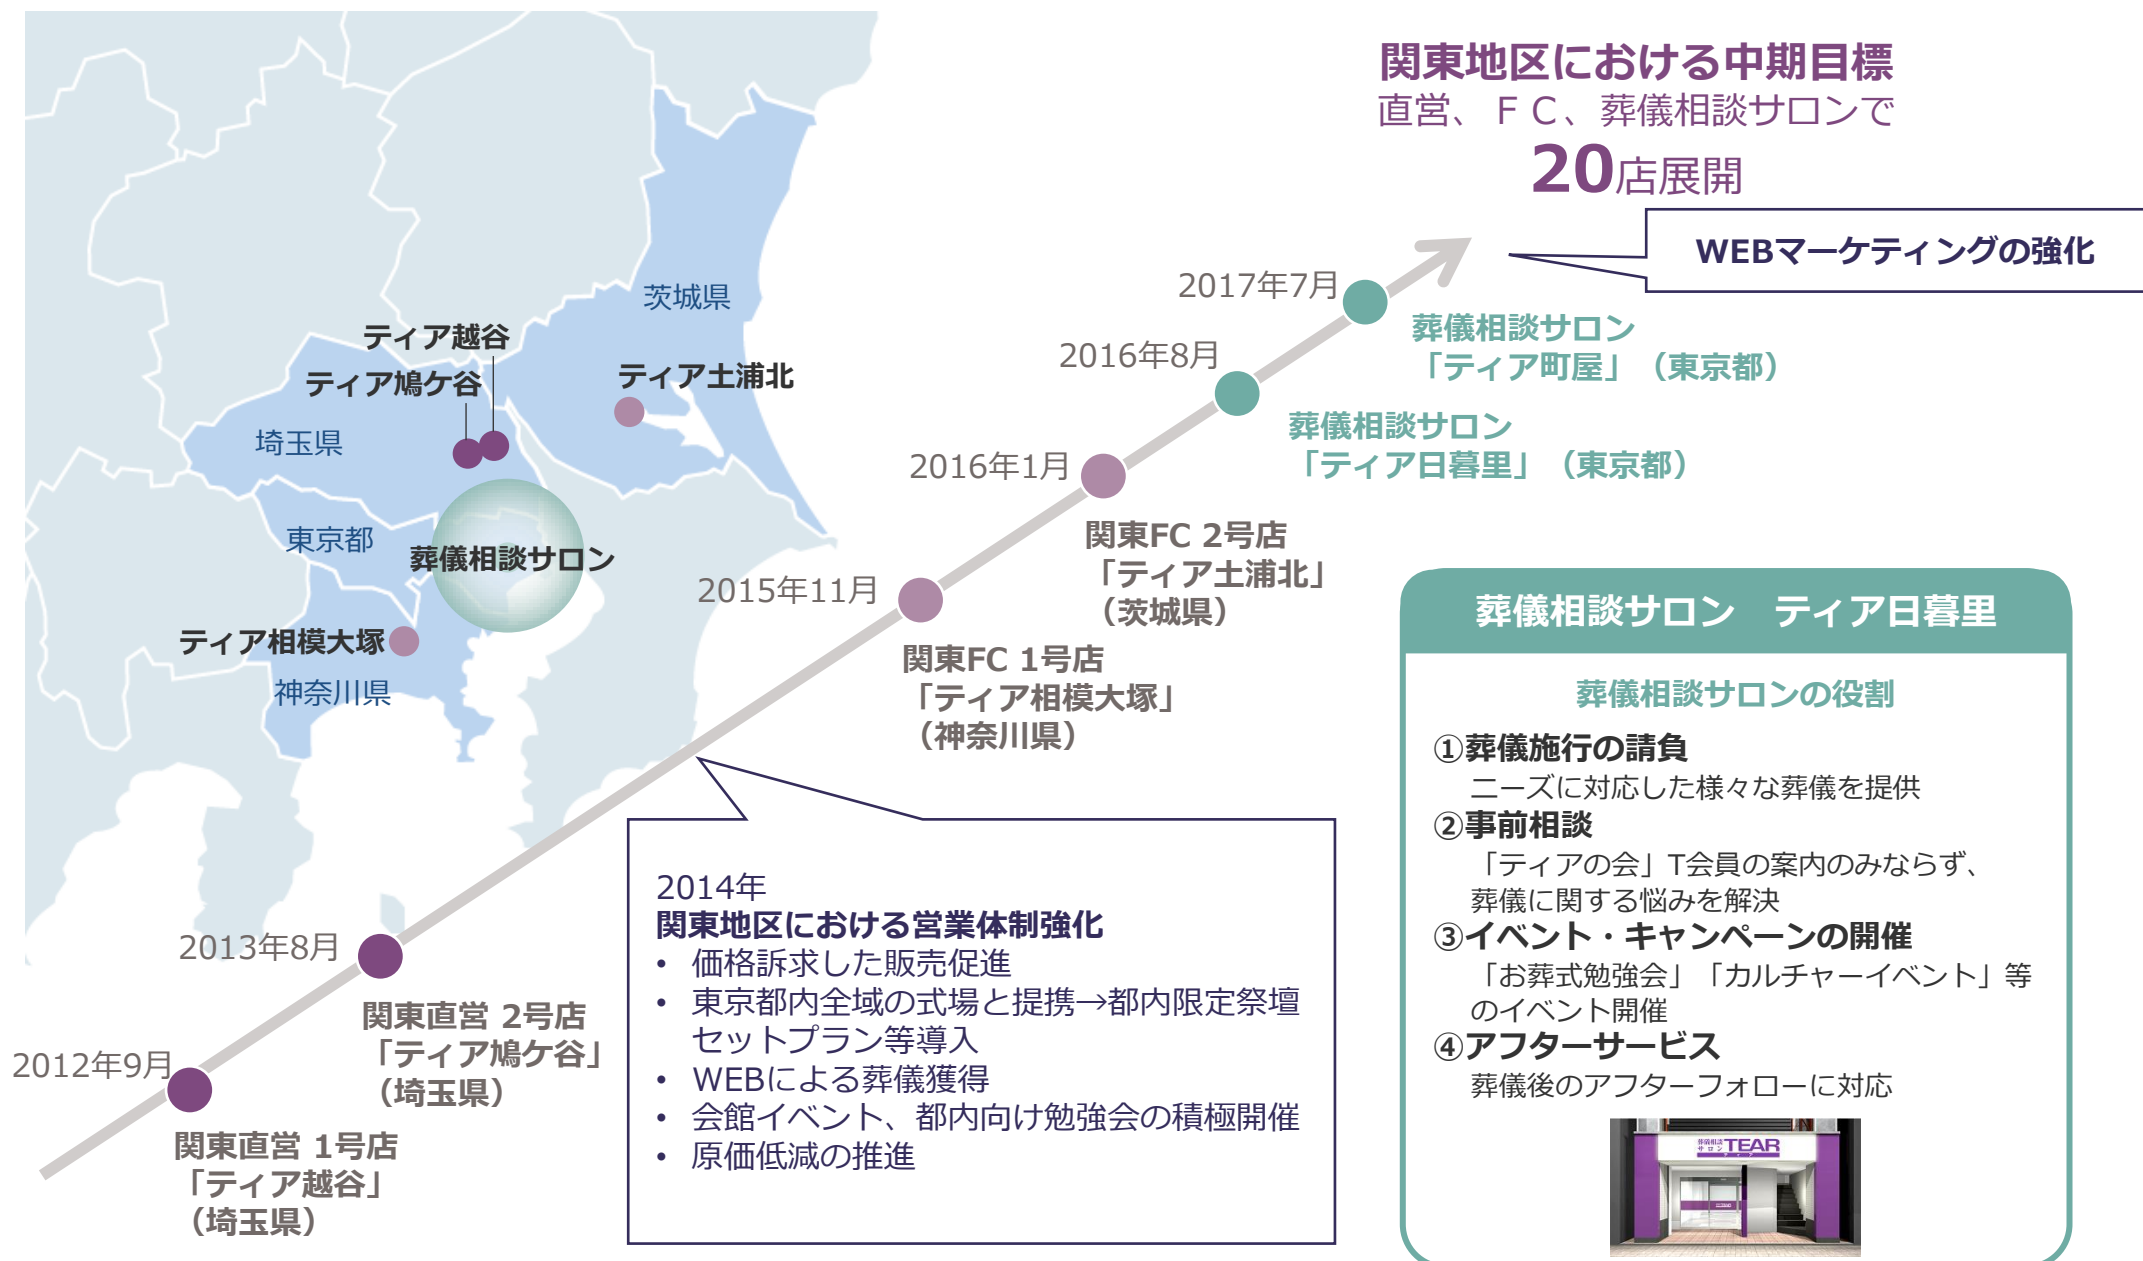 関東地区における中期目標
直営、ＦＣ、葬儀相談サロンで
20店展開
WEBマーケティングの強化
茨城県
ティア越谷
ティア鳩ケ谷
ティア土浦北
埼玉県
東京都
葬儀相談サロン
ティア相模大塚
神奈川県
2017年7月
葬儀相談サロン
「ティア町屋」（東京都）
2016年8月
葬儀相談サロン
「ティア日暮里」（東京都）
2016年1月
関東FC 2号店
「ティア土浦北」
（茨城県）
2015年11月
関東FC 1号店
「ティア相模大塚」
（神奈川県）
2014年
関東地区における営業体制強化
• 価格訴求した販売促進
• 東京都内全域の式場と提携→都内限定祭壇
セットプラン等導入
• WEBによる葬儀獲得
• 会館イベント、都内向け勉強会の積極開催
• 原価低減の推進
2013年8月
関東直営 2号店
「ティア鳩ケ谷」
（埼玉県）
2012年9月
関東直営 1号店
「ティア越谷」
（埼玉県）
葬儀相談サロン　ティア日暮里
葬儀相談サロンの役割
①葬儀施行の請負
ニーズに対応した様々な葬儀を提供
②事前相談
「ティアの会」T会員の案内のみならず、
葬儀に関する悩みを解決
③イベント・キャンペーンの開催
「お葬式勉強会」「カルチャーイベント」等
のイベント開催
④アフターサービス
葬儀後のアフターフォローに対応
葬儀相談
サロン TEAR
ティア